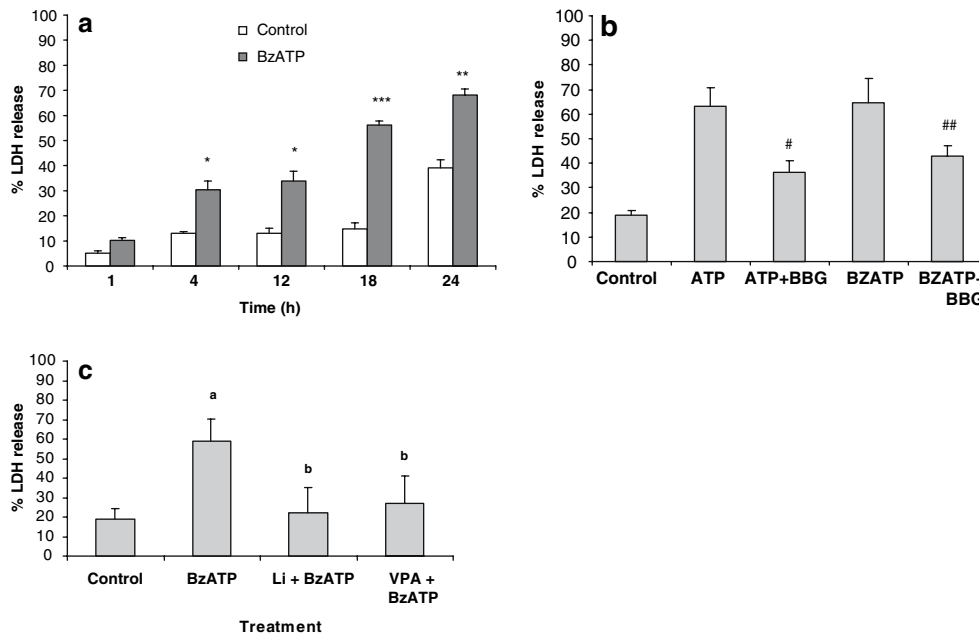 a
% LDH release
100
90
80
70
60
50
40
30
20
10
0
Control
BzATP
*
*
***
**
1 4 12 18 24
Time (h)
b
% LDH release
100
90
80
70
60
50
40
30
20
10
0
#
##
Control ATP ATP+BBG BZATP BZATP-
BBG
c
% LDH release
100
90
80
70
60
50
40
30
20
10
0
a
b
b
Control BzATP Li + BzATP VPA +
BzATP
Treatment